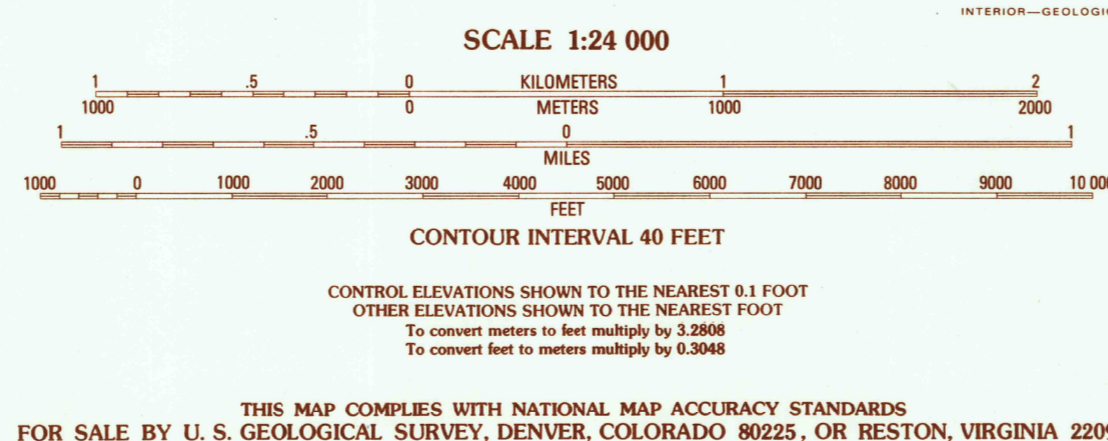 INTERIOR—GEOLOGI
SCALE 1:24 000
1 .5 0 KILOMETERS 1 2
1000 0 METERS 1000 2000
1 .5 0 1
MILES
1000 0 1000 2000 3000 4000 5000 6000 7000 8000 9000 10 000
FEET
CONTOUR INTERVAL 40 FEET
CONTROL ELEVATIONS SHOWN TO THE NEAREST 0.1 FOOT
OTHER ELEVATIONS SHOWN TO THE NEAREST FOOT
To convert meters to feet multiply by 3.2808
To convert feet to meters multiply by 0.3048
THIS MAP COMPLIES WITH NATIONAL MAP ACCURACY STANDARDS
FOR SALE BY U. S. GEOLOGICAL SURVEY, DENVER, COLORADO 80225, OR RESTON, VIRGINIA